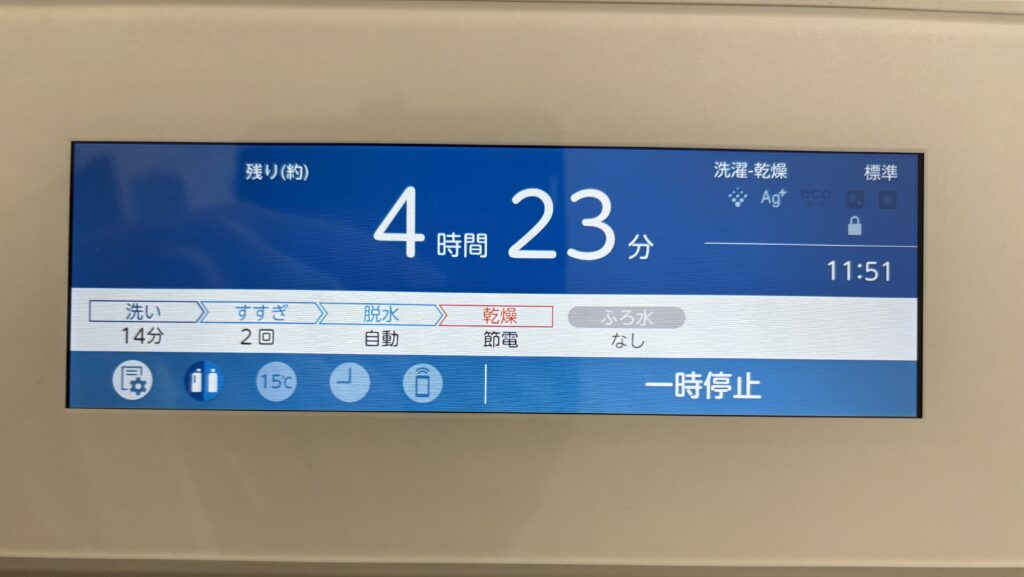 残り(約)
4時間23分
洗濯-乾燥 標準
Ag+ eco
11:51
洗い すすぎ 脱水 乾燥 ふろ水
14分 2回 自動 節電 なし
15℃ 一時停止